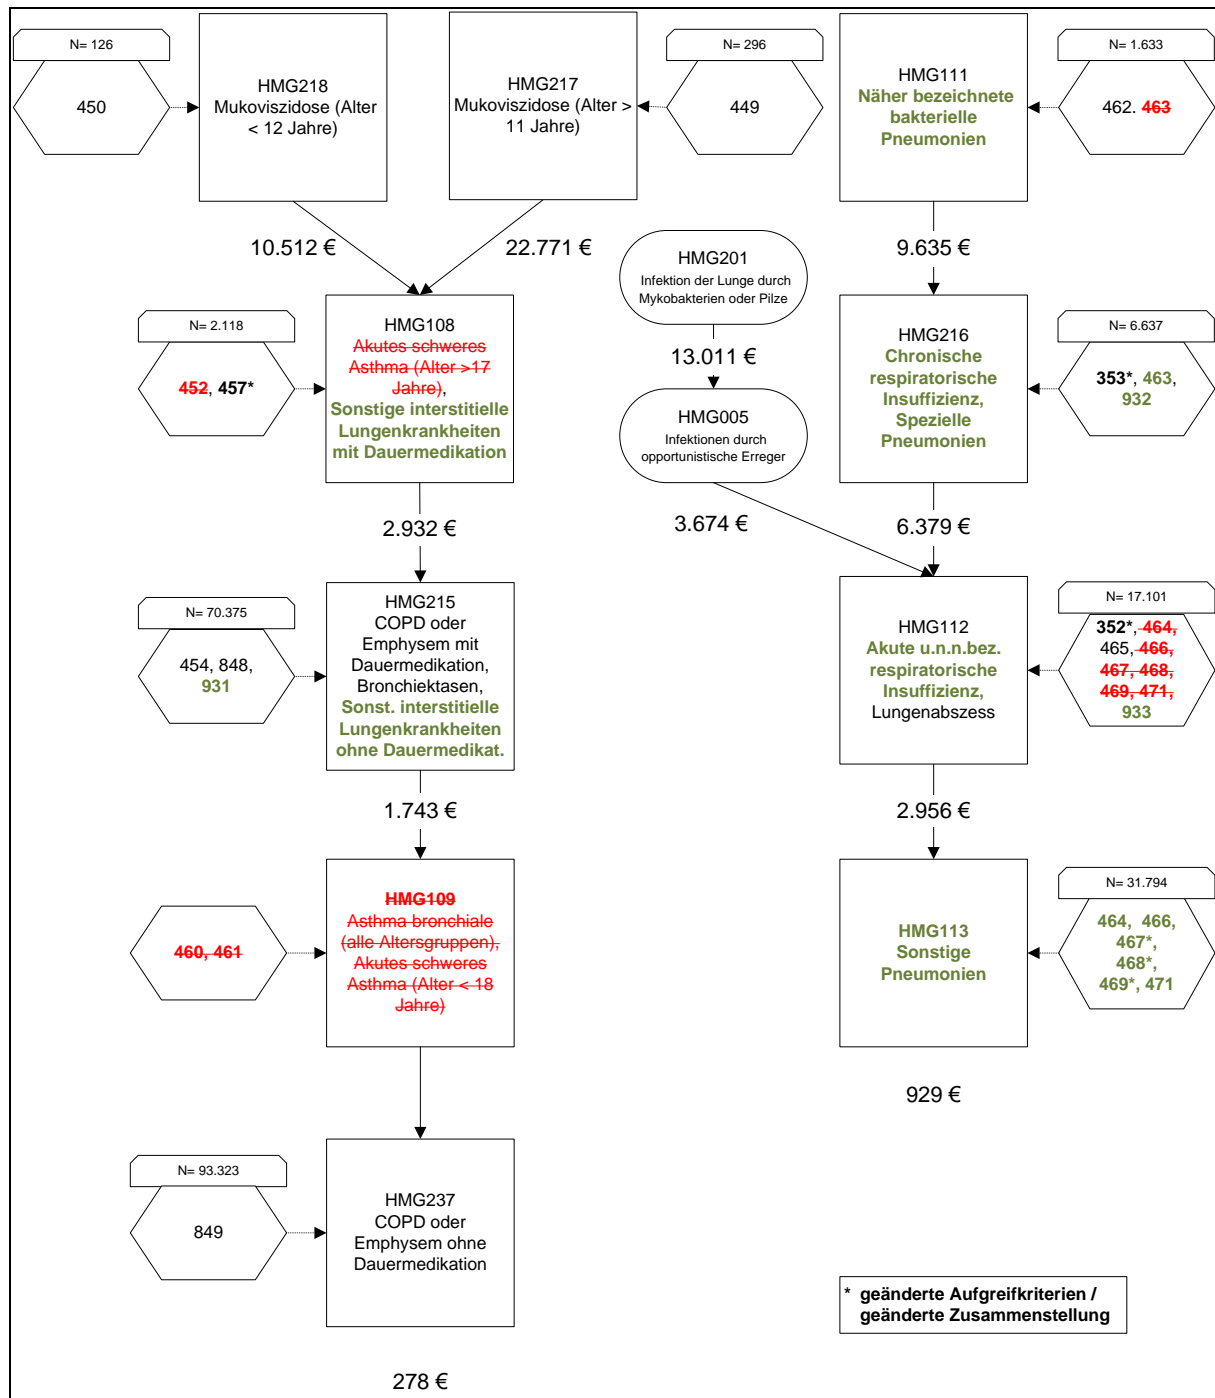 N= 126
450
HMG218
Mukoviszidose (Alter
< 12 Jahre)
HMG217
Mukoviszidose (Alter >
11 Jahre)
N= 296
449
HMG111
Näher bezeichnete
bakterielle
Pneumonien
N= 1.633
462. 463
10.512 €
22.771 €
9.635 €
HMG201
Infektion der Lunge durch
Mykobakterien oder Pilze
13.011 €
HMG005
Infektionen durch
opportunistische Erreger
3.674 €
N= 2.118
452, 457*
HMG108
Akutes schweres
Asthma (Alter >17
Jahre),
Sonstige interstitielle
Lungenkrankheiten
mit Dauermedikation
HMG216
Chronische
respiratorische
Insuffizienz,
Spezielle
Pneumonien
N= 6.637
353*, 463,
932
2.932 €
6.379 €
N= 70.375
454, 848,
931
HMG215
COPD oder
Emphysem mit
Dauermedikation,
Bronchiektasen,
Sonst. interstitielle
Lungenkrankheiten
ohne Dauermedikat.
HMG112
Akute u.n.n.bez.
respiratorische
Insuffizienz,
Lungenabszess
N= 17.101
352*, 464,
465, 466,
467, 468,
469, 471,
933
1.743 €
2.956 €
460, 461
HMG109
Asthma bronchiale
(alle Altersgruppen),
Akutes schweres
Asthma (Alter < 18
Jahre)
HMG113
Sonstige
Pneumonien
N= 31.794
464, 466,
467*,
468*,
469*, 471
929 €
N= 93.323
849
HMG237
COPD oder
Emphysem ohne
Dauermedikation
278 €
* geänderte Aufgreifkriterien /
geänderte Zusammenstellung